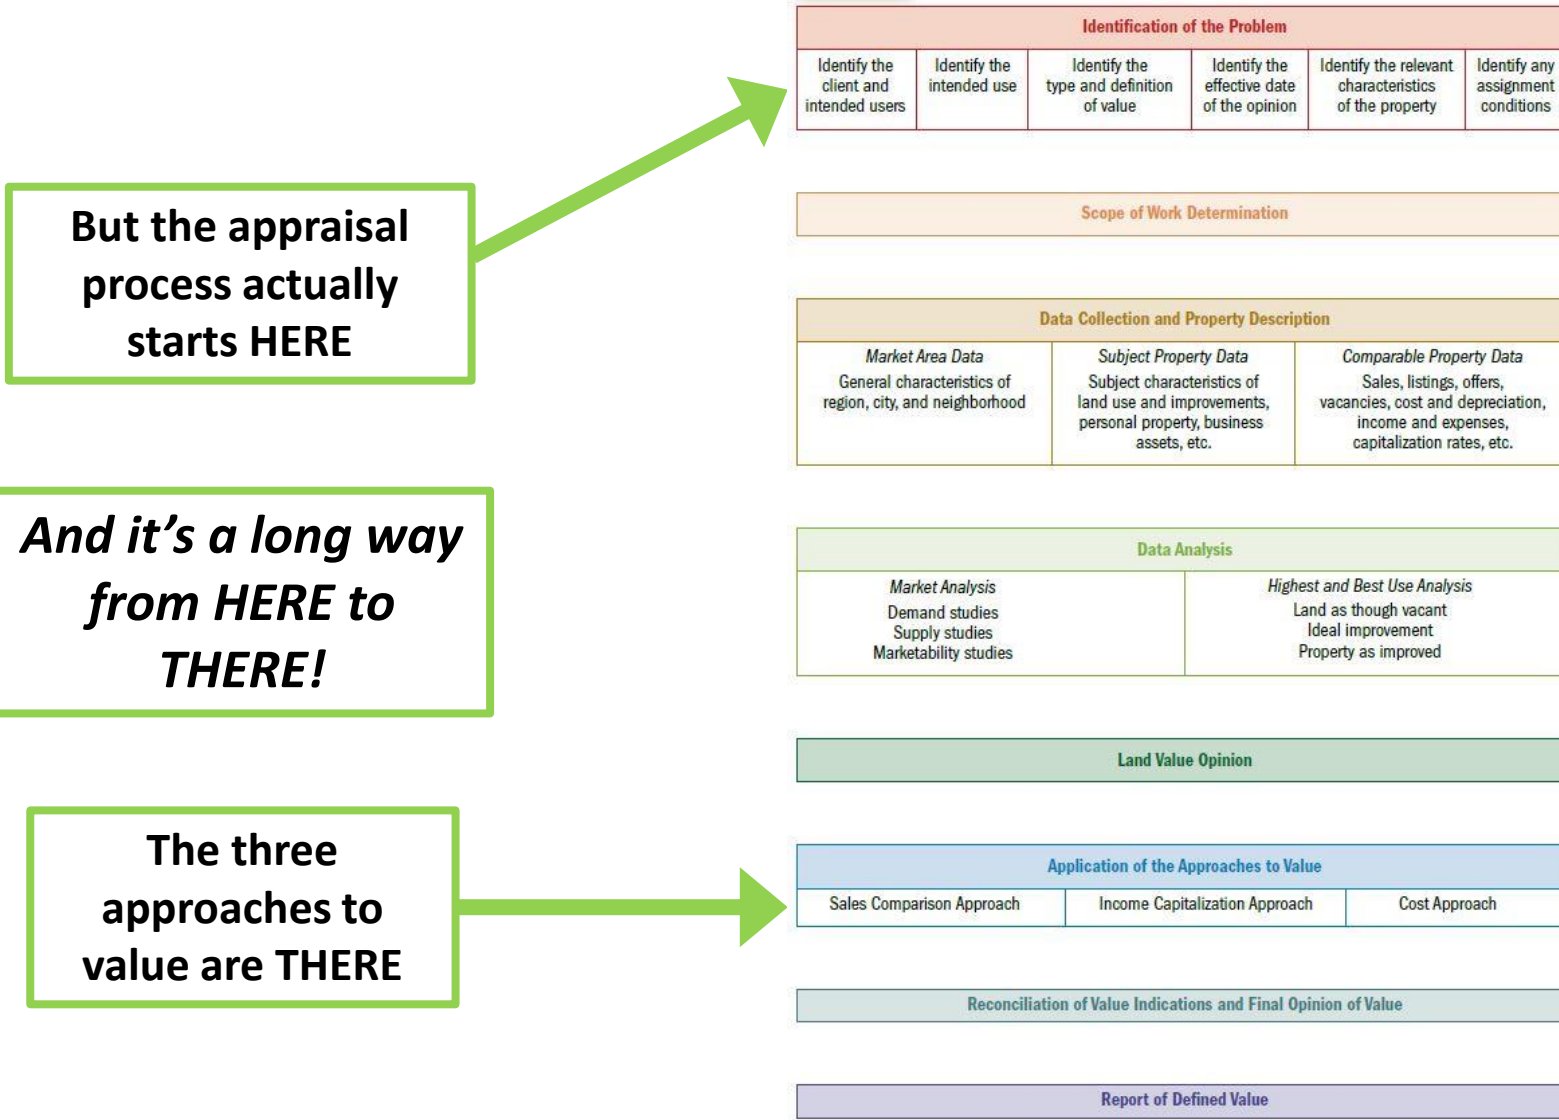 But the appraisal
process actually
starts HERE
And it’s a long way
from HERE to
THERE!
The three
approaches to
value are THERE
Identification of the Problem
Identify the
client and
intended users
Identify the
intended use
Identify the
type and definition
of value
Identify the
effective date
of the opinion
Identify the relevant
characteristics
of the property
Identify any
assignment
conditions
Scope of Work Determination
Data Collection and Property Description
Market Area Data
General characteristics of
region, city, and neighborhood
Subject Property Data
Subject characteristics of
land use and improvements,
personal property, business
assets, etc.
Comparable Property Data
Sales, listings, offers,
vacancies, cost and depreciation,
income and expenses,
capitalization rates, etc.
Data Analysis
Market Analysis
Demand studies
Supply studies
Marketability studies
Highest and Best Use Analysis
Land as though vacant
Ideal improvement
Property as improved
Land Value Opinion
Application of the Approaches to Value
Sales Comparison Approach
Income Capitalization Approach
Cost Approach
Reconciliation of Value Indications and Final Opinion of Value
Report of Defined Value